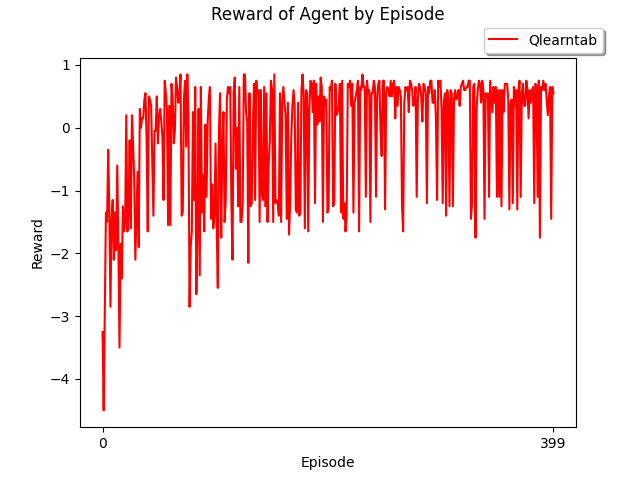 Reward of Agent by Episode
Qlearntab
1
0
−1
−2
−3
−4
Reward
0
399
Episode